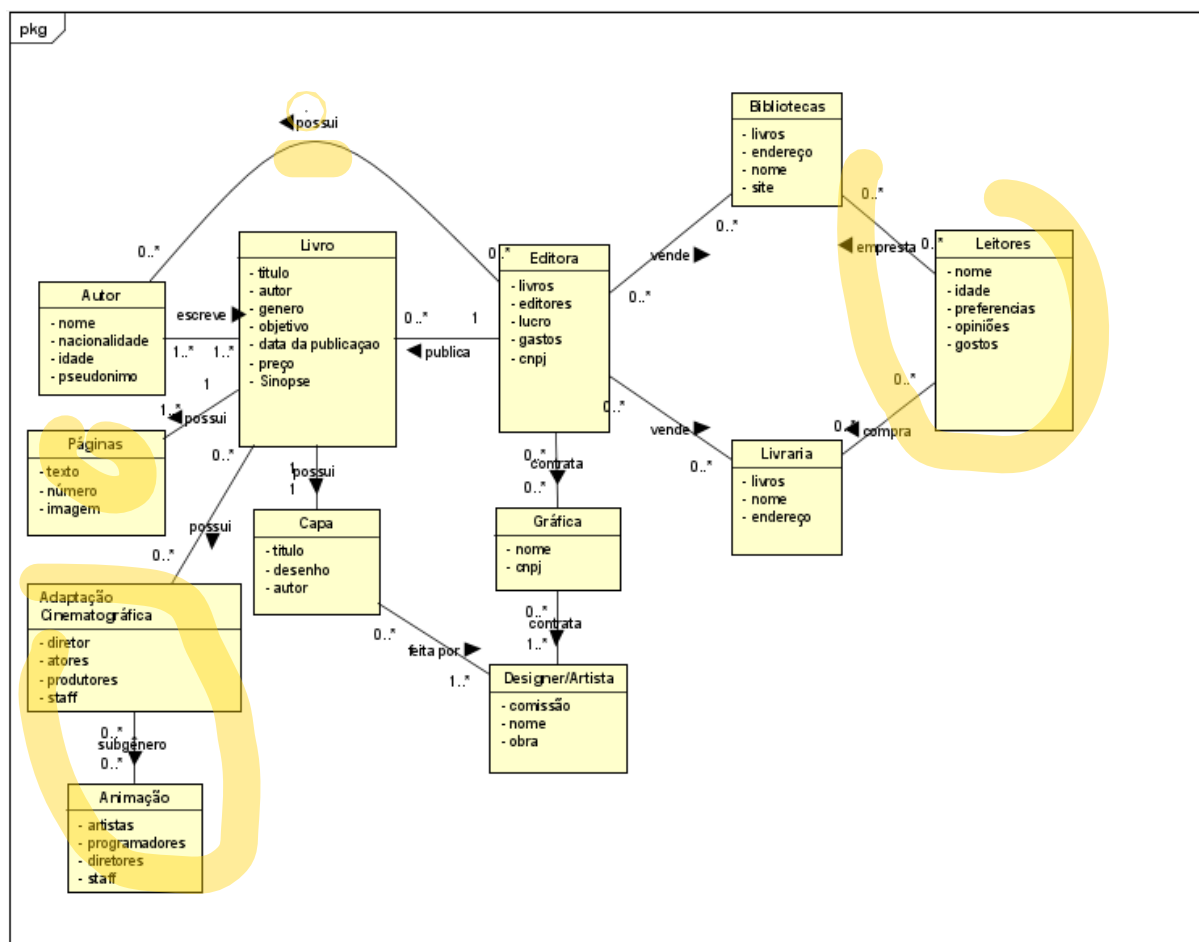 pkg
possui
0..*
0..*
Autor
- nome
- nacionalidade
- idade
- pseudonimo
escreve
1..*
1..*
Livro
- titulo
- autor
- genero
- objetivo
- data da publicaçao
- preço
- Sinopse
0..*
1
publica
Editora
- livros
- editores
- lucro
- gastos
- cnpj
Bibliotecas
- livros
- endereço
- nome
- site
vende
0..*
0..*
0..*
empresta
0..*
Leitores
- nome
- idade
- preferencias
- opiniões
- gostos
0..*
vende
0..*
0..*
0..*
compra
Livraria
- livros
- nome
- endereço
1
1..*
possui
Páginas
- texto
- número
- imagem
0..*
possui
0..*
1
possui
1
Capa
- titulo
- desenho
- autor
0..*
contrata
0..*
Gráfica
- nome
- cnpj
0..*
contrata
1..*
0..*
feita por
1..*
Designer/Artista
- comissão
- nome
- obra
Adaptação
Cinematográfica
- diretor
- atores
- produtores
- staff
0..*
subgênero
0..*
Animação
- artistas
- programadores
- diretores
- staff